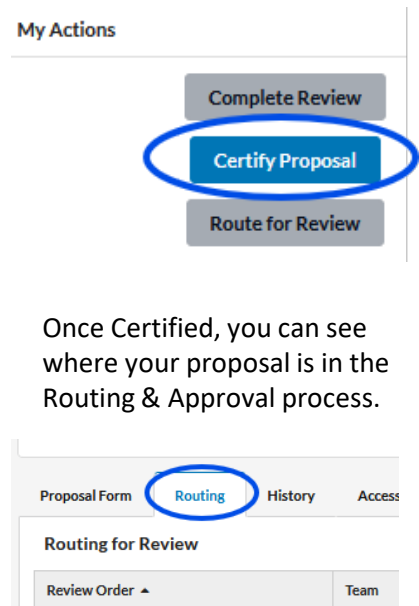 My Actions
Complete Review
Certify Proposal
Route for Review
Once Certified, you can see
where your proposal is in the
Routing & Approval process.
Proposal Form Routing History Access
Routing for Review
Review Order ▲ Team